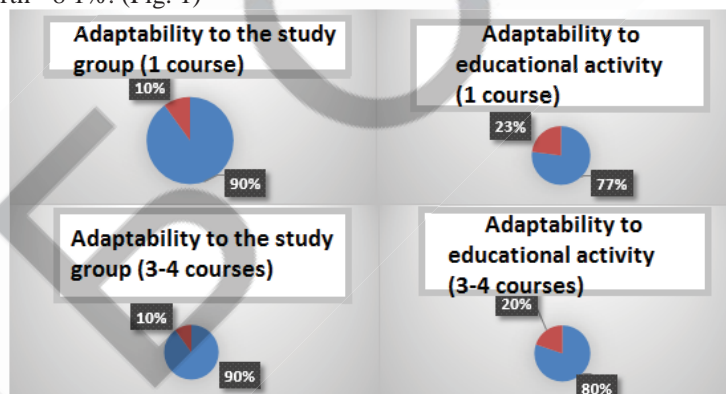 Adaptability to the study
group (1 course)
10%
90%
Adaptability to
educational activity
(1 course)
23%
77%
Adaptability to the study
group (3-4 courses)
10%
90%
Adaptability to
educational activity
(3-4 courses)
20%
80%